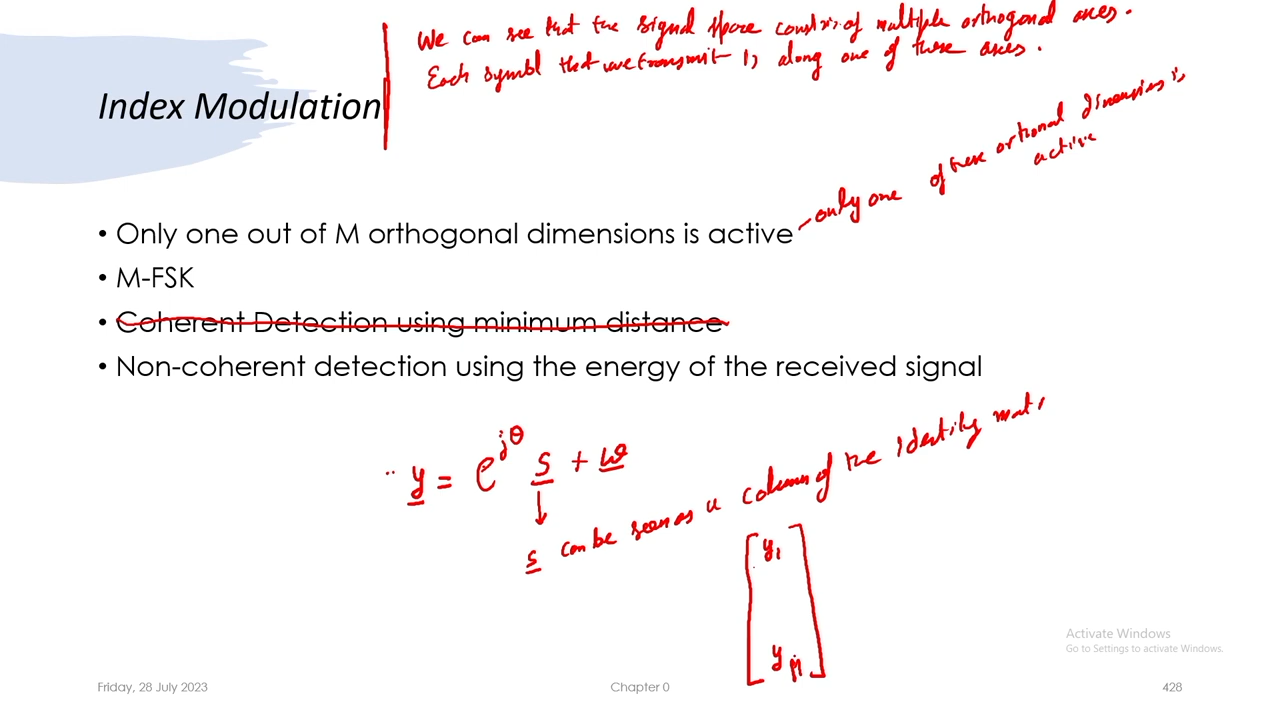 We can see that the signal space consists of multiple orthogonal axes.
Each symbl that we transmit is along one of these axes.
Index Modulation
only one of these ortional dimensions is
active
• Only one out of M orthogonal dimensions is active
• M-FSK
• Coherent Detection using minimum distance
• Non-coherent detection using the energy of the received signal
y = e^{jθ} s + w
s can be seen as a column of the identity mat
y₁
y_M
Activate Windows
Go to Settings to activate Windows.
Friday, 28 July 2023
Chapter 0
428